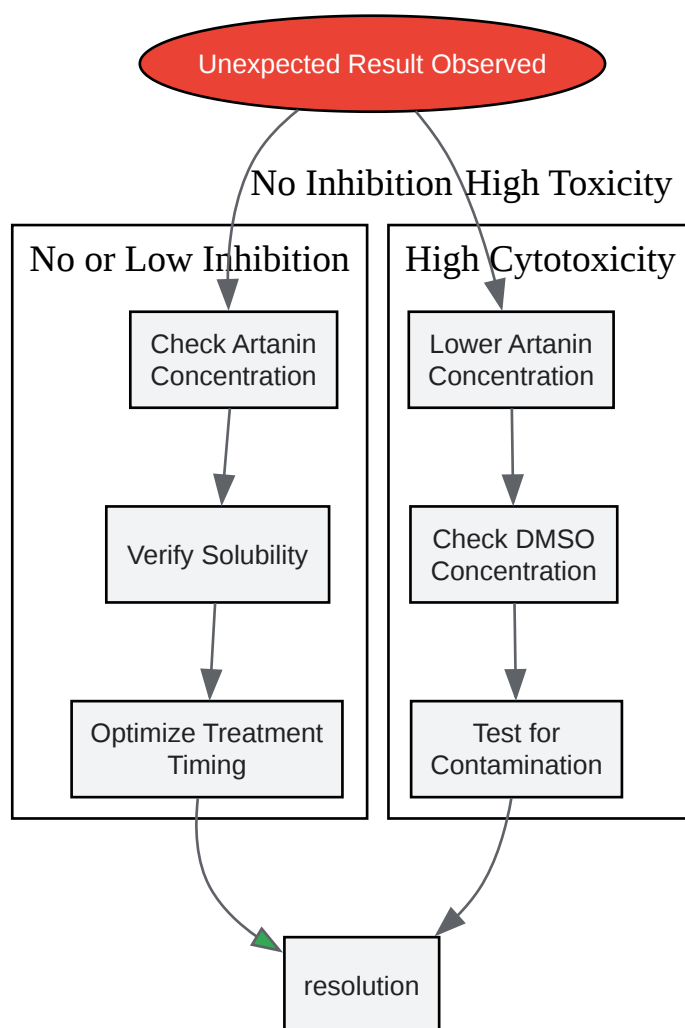 Unexpected Result Observed
No Inhibition
High Toxicity
No or Low Inhibition
Check Artanin
Concentration
Verify Solubility
Optimize Treatment
Timing
High Cytotoxicity
Lower Artanin
Concentration
Check DMSO
Concentration
Test for
Contamination
resolution